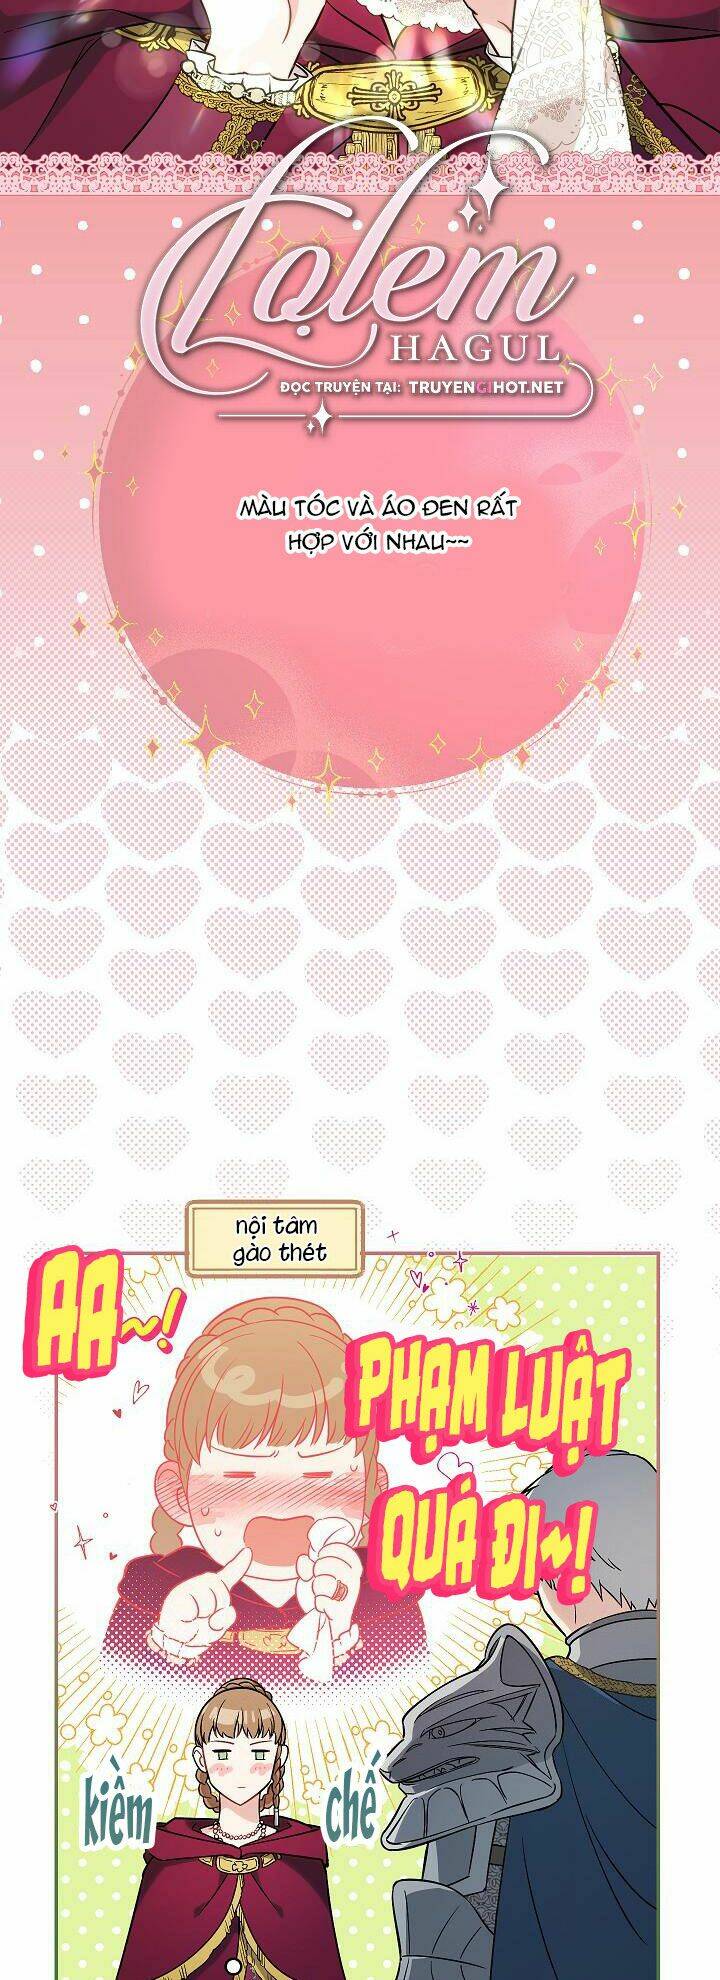 Lọlem
HAGUL
ĐỌC TRUYỆN TẠI: TRUYENGIHOT.NET
MÀU TÓC VÀ ÁO ĐEN RẤT
HỢP VỚI NHAU~~
nội tâm
gào thét
AA~!
PHẠM LUẬT
QUÁ ĐI~!
kiềm chế